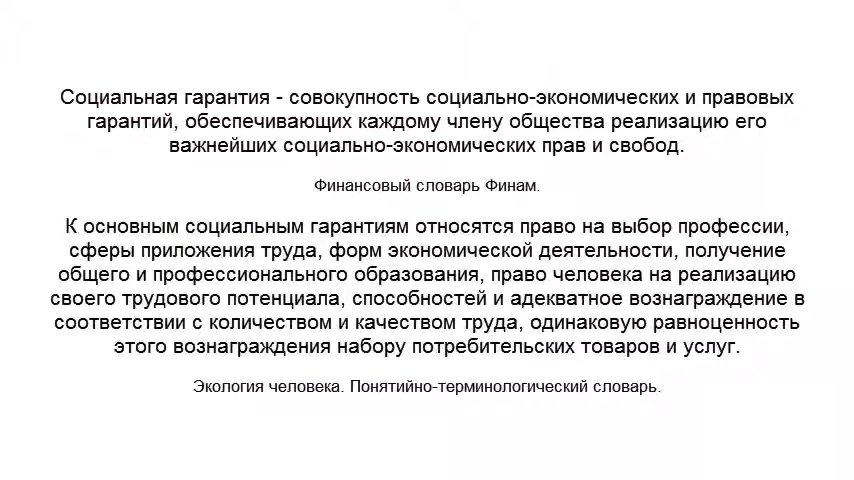 Социальная гарантия - совокупность социально-экономических и правовых
гарантий, обеспечивающих каждому члену общества реализацию его
важнейших социально-экономических прав и свобод.
Финансовый словарь Финам.
К основным социальным гарантиям относятся право на выбор профессии,
сферы приложения труда, форм экономической деятельности, получение
общего и профессионального образования, право человека на реализацию
своего трудового потенциала, способностей и адекватное вознаграждение в
соответствии с количеством и качеством труда, одинаковую равноценность
этого вознаграждения набору потребительских товаров и услуг.
Экология человека. Понятийно-терминологический словарь.